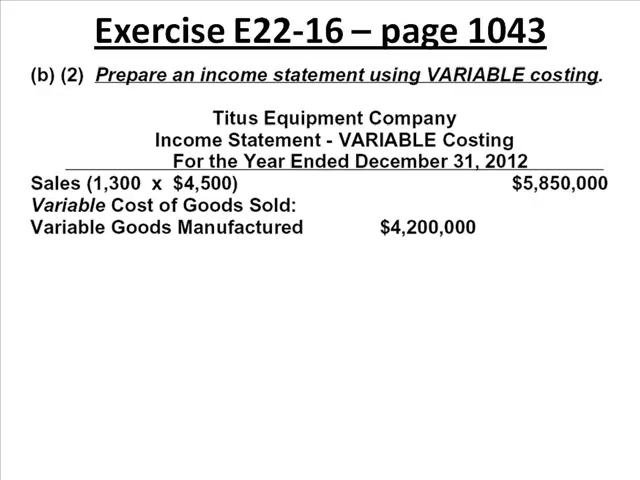 Exercise E22-16 – page 1043
(b) (2) Prepare an income statement using VARIABLE costing.
Titus Equipment Company
Income Statement - VARIABLE Costing
For the Year Ended December 31, 2012
Sales (1,300 x $4,500) $5,850,000
Variable Cost of Goods Sold:
Variable Goods Manufactured $4,200,000